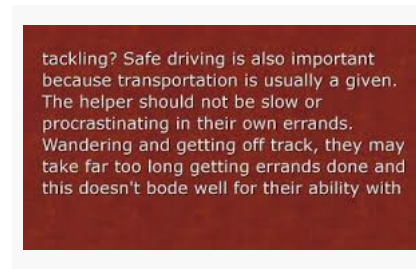 tackling? Safe driving is also important
because transportation is usually a given.
The helper should not be slow or
procrastinating in their own errands.
Wandering and getting off track, they may
take far too long getting errands done and
this doesn't bode well for their ability with